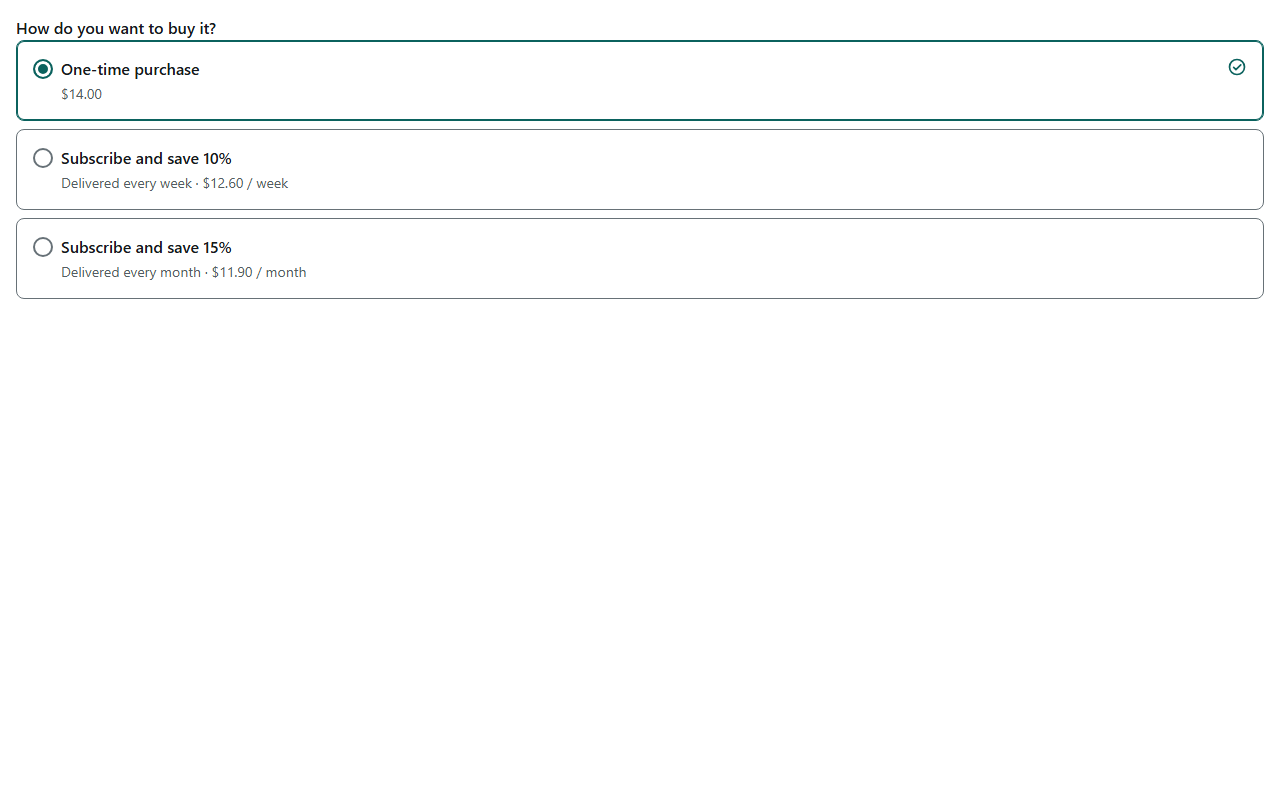 How do you want to buy it?
One-time purchase
$14.00
Subscribe and save 10%
Delivered every week · $12.60 / week
Subscribe and save 15%
Delivered every month · $11.90 / month